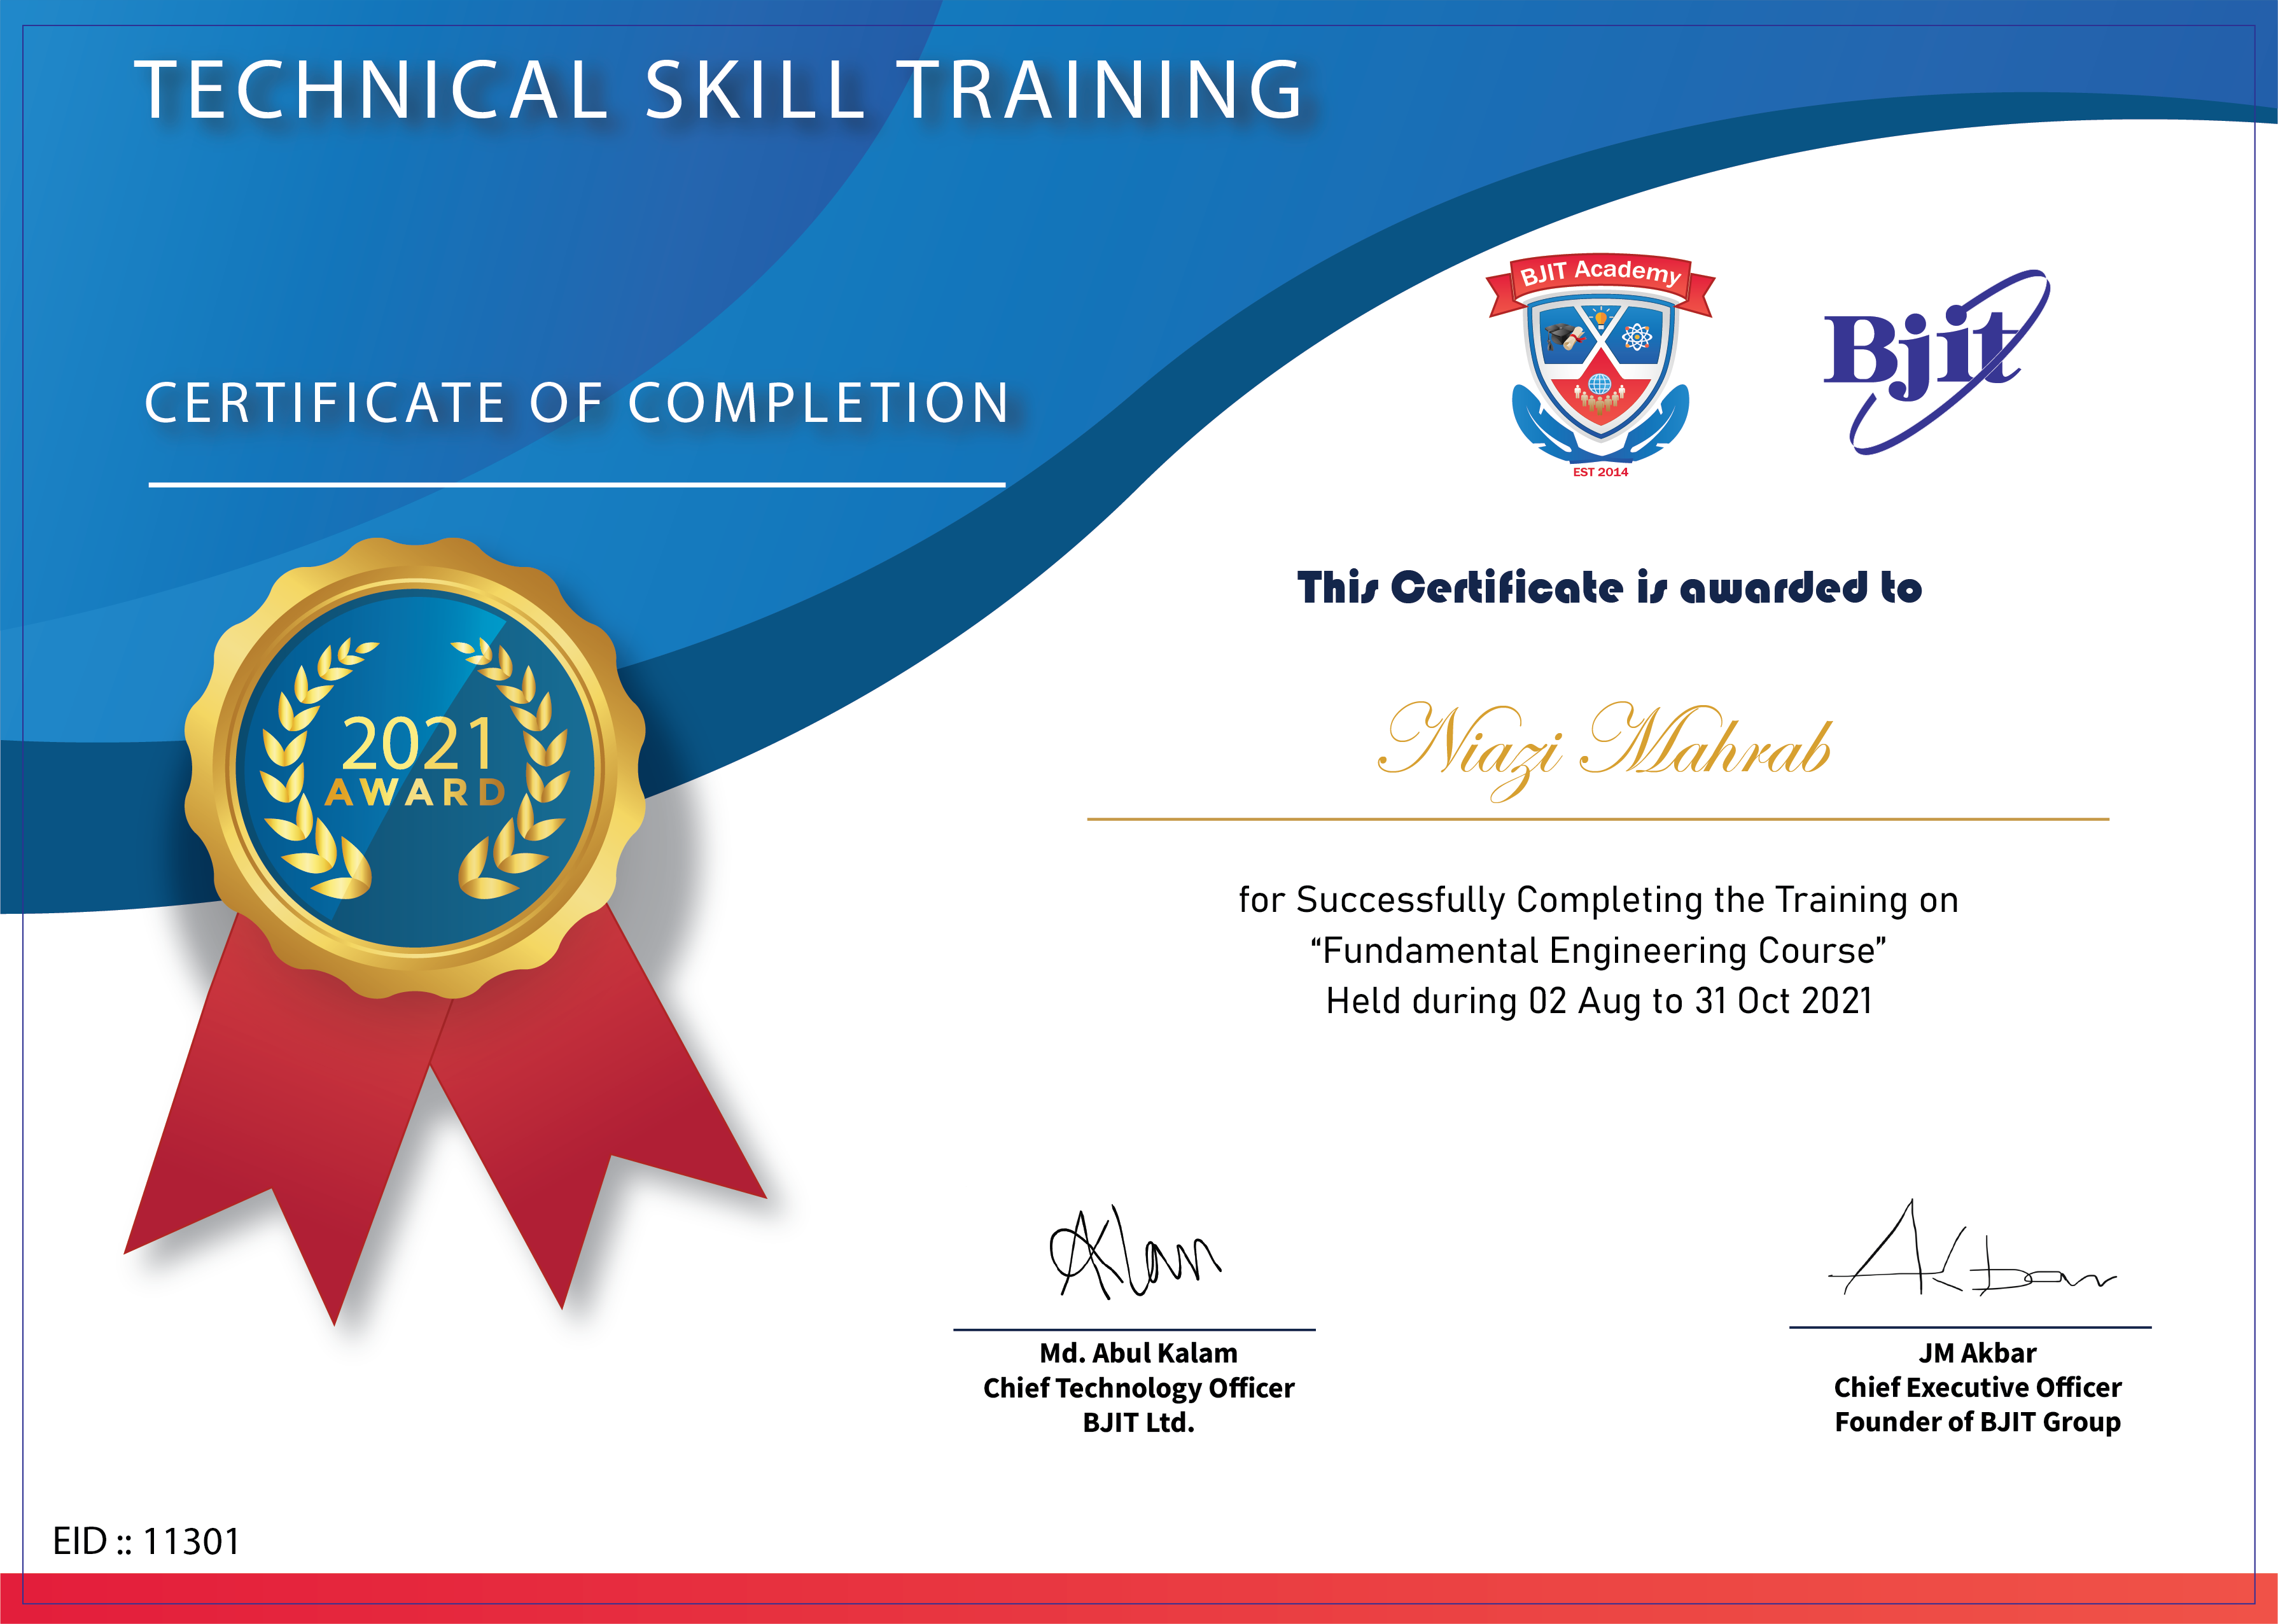 TECHNICAL SKILL TRAINING
CERTIFICATE OF COMPLETION
BJIT Academy
EST 2014
Bjit
This Certificate is awarded to
Niazi Mahrab
2021
AWARD
for Successfully Completing the Training on
“Fundamental Engineering Course”
Held during 02 Aug to 31 Oct 2021
Alam
Akbar
Md. Abul Kalam
Chief Technology Officer
BJIT Ltd.
JM Akbar
Chief Executive Officer
Founder of BJIT Group
EID :: 11301